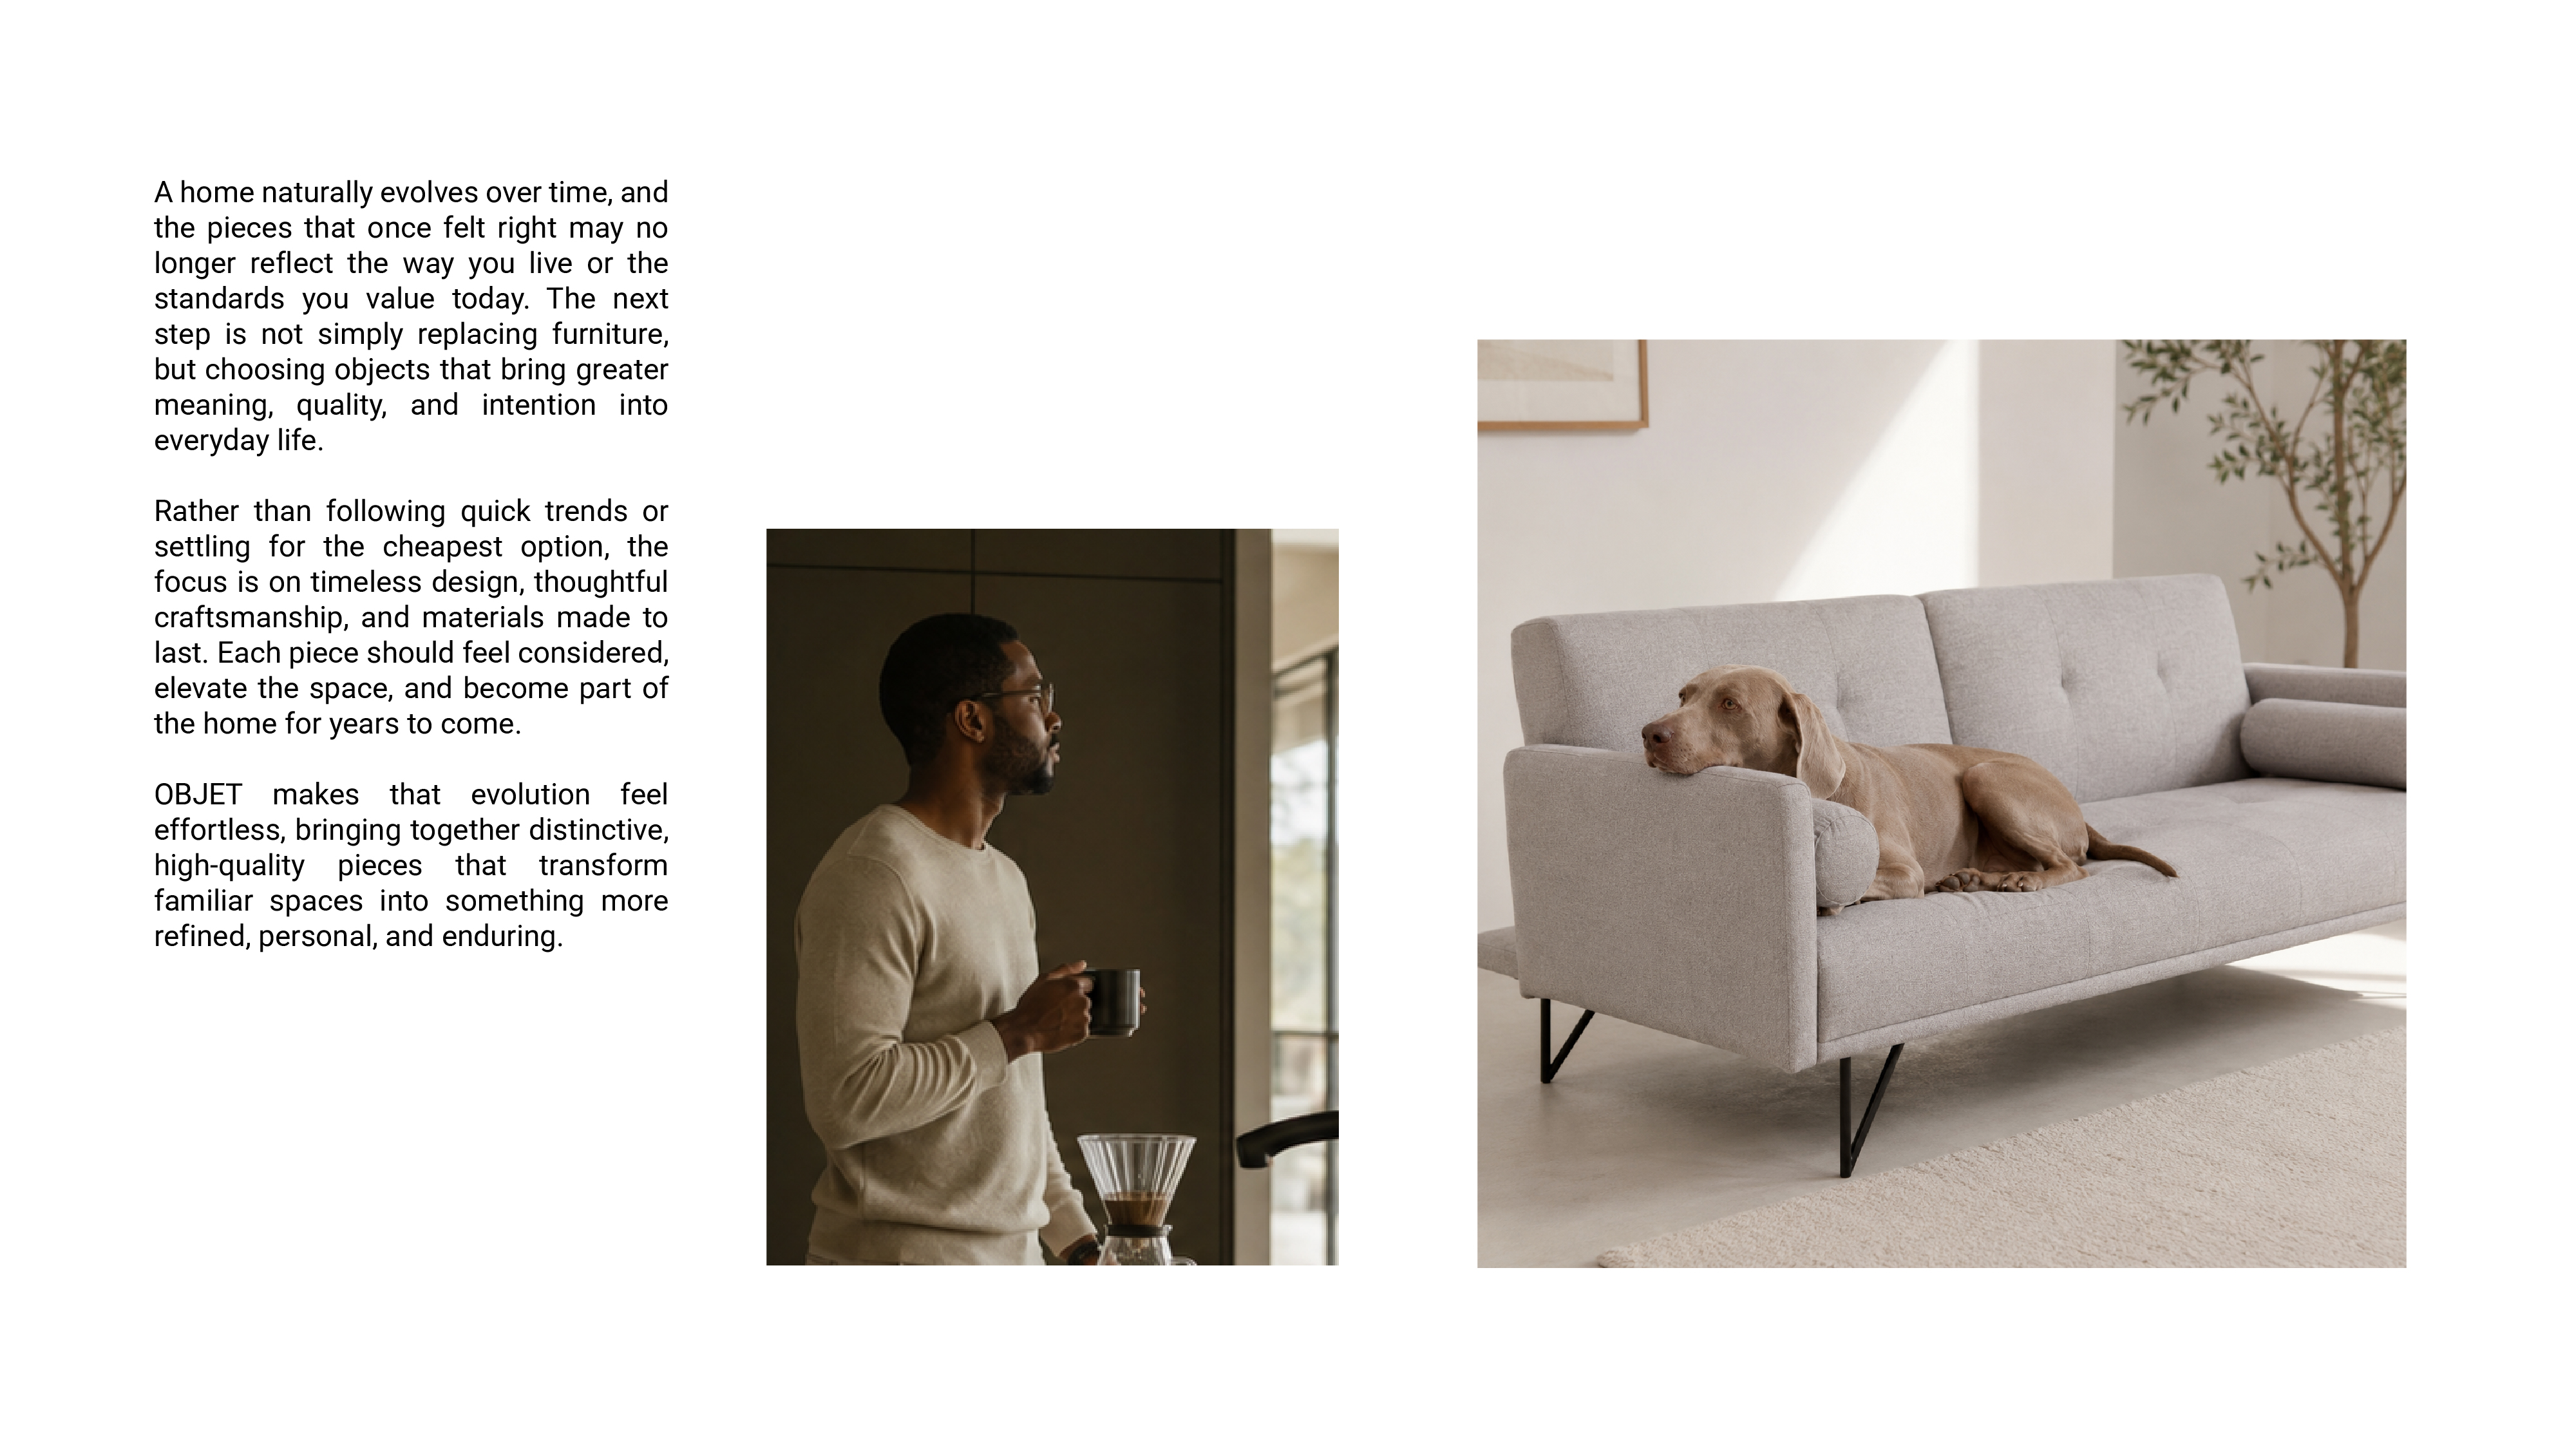 A home naturally evolves over time, and
the pieces that once felt right may no
longer reflect the way you live or the
standards you value today. The next
step is not simply replacing furniture,
but choosing objects that bring greater
meaning, quality, and intention into
everyday life.
Rather than following quick trends or
settling for the cheapest option, the
focus is on timeless design, thoughtful
craftsmanship, and materials made to
last. Each piece should feel considered,
elevate the space, and become part of
the home for years to come.
OBJET makes that evolution feel
effortless, bringing together distinctive,
high-quality pieces that transform
familiar spaces into something more
refined, personal, and enduring.